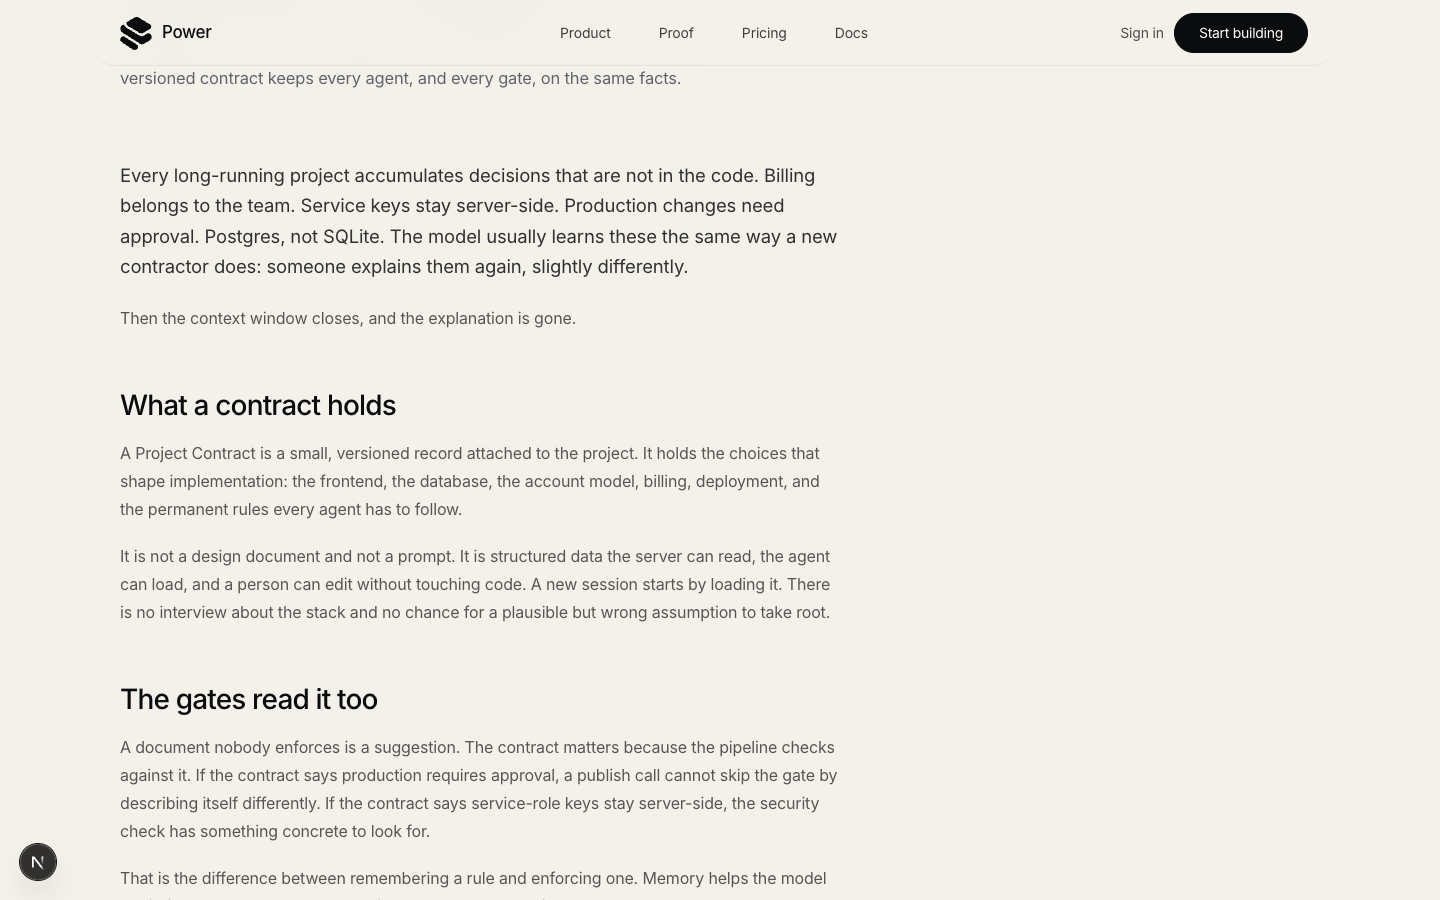 Power
Product
Proof
Pricing
Docs
Sign in
Start building
versioned contract keeps every agent, and every gate, on the same facts.
Every long-running project accumulates decisions that are not in the code. Billing
belongs to the team. Service keys stay server-side. Production changes need
approval. Postgres, not SQLite. The model usually learns these the same way a new
contractor does: someone explains them again, slightly differently.
Then the context window closes, and the explanation is gone.
What a contract holds
A Project Contract is a small, versioned record attached to the project. It holds the choices that
shape implementation: the frontend, the database, the account model, billing, deployment, and
the permanent rules every agent has to follow.
It is not a design document and not a prompt. It is structured data the server can read, the agent
can load, and a person can edit without touching code. A new session starts by loading it. There
is no interview about the stack and no chance for a plausible but wrong assumption to take root.
The gates read it too
A document nobody enforces is a suggestion. The contract matters because the pipeline checks
against it. If the contract says production requires approval, a publish call cannot skip the gate by
describing itself differently. If the contract says service-role keys stay server-side, the security
check has something concrete to look for.
That is the difference between remembering a rule and enforcing one. Memory helps the model
N